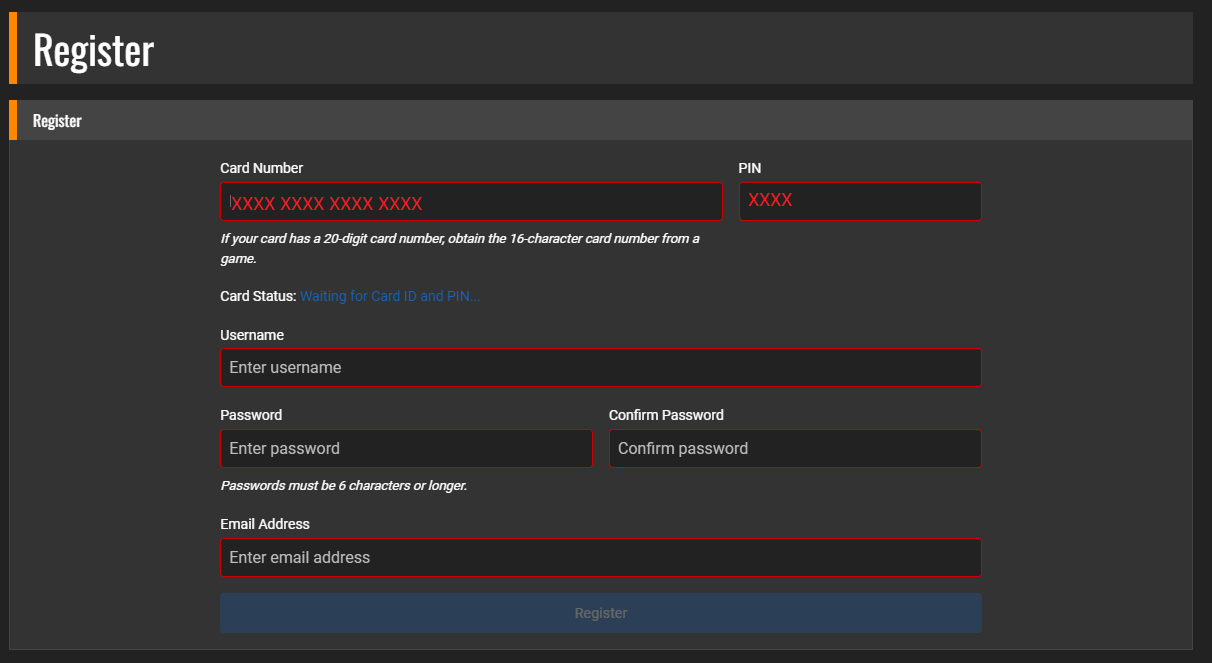 Register
Register
Card Number
PIN
XXXX XXXX XXXX XXXX
XXXX
If your card has a 20-digit card number, obtain the 16-character card number from a
game.
Card Status: Waiting for Card ID and PIN...
Username
Enter username
Password
Confirm Password
Enter password
Confirm password
Passwords must be 6 characters or longer.
Email Address
Enter email address
Register